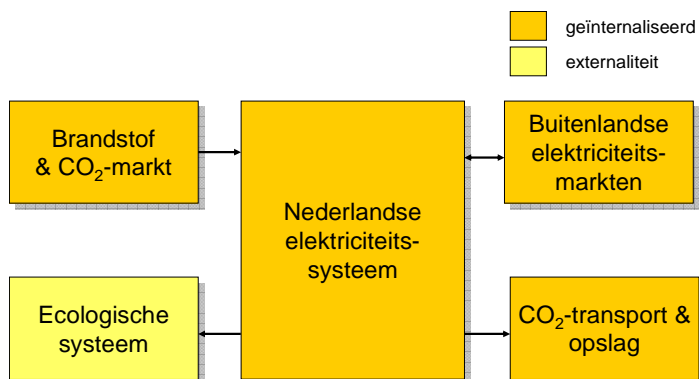 geïnternaliseerd
externaliteit
Brandstof
& CO₂-markt
Nederlandse
elektriciteits-
systeem
Buitenlandse
elektriciteits-
markten
Ecologische
systeem
CO₂-transport &
opslag